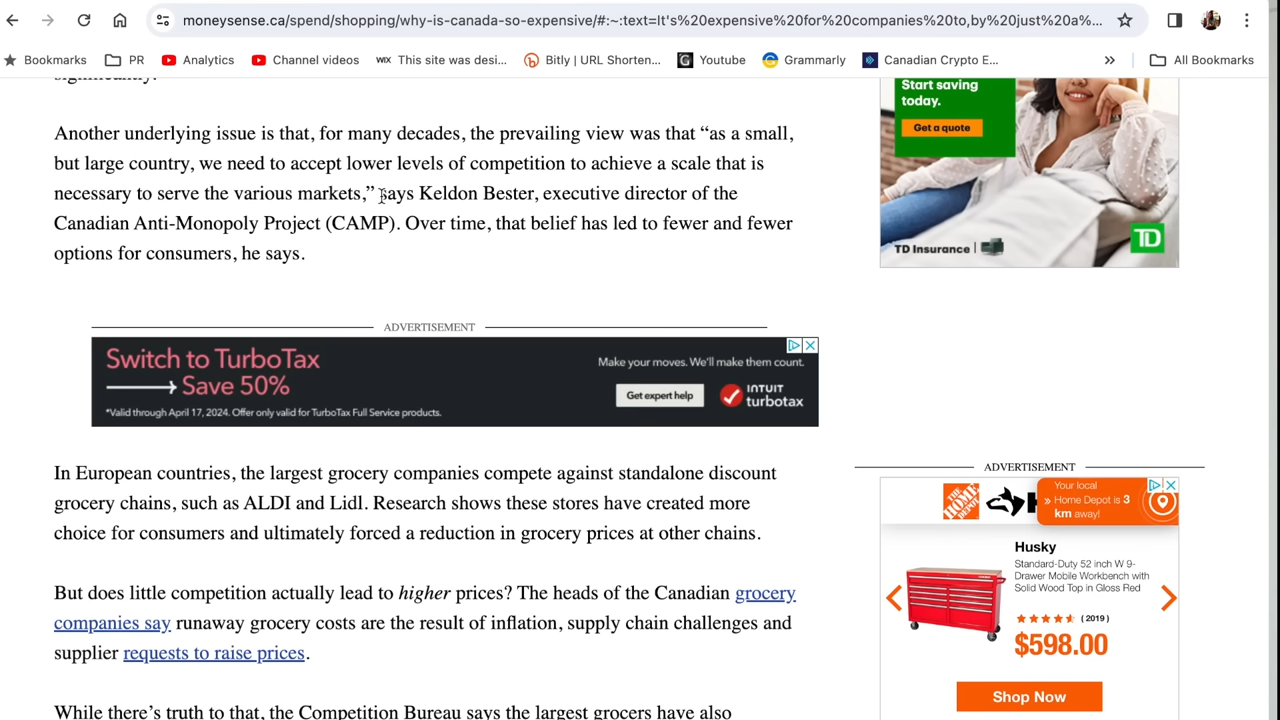 moneysense.ca/spend/shopping/why-is-canada-so-expensive/#:~:text=It's%20expensive%20for%20companies%20to,by%20just%20a%...
Bookmarks
PR
Analytics
Channel videos
WIX This site was desi...
Bitly | URL Shorten...
Youtube
Grammarly
Canadian Crypto E...
»
All Bookmarks
significantly.
Another underlying issue is that, for many decades, the prevailing view was that “as a small,
but large country, we need to accept lower levels of competition to achieve a scale that is
necessary to serve the various markets,” says Keldon Bester, executive director of the
Canadian Anti-Monopoly Project (CAMP). Over time, that belief has led to fewer and fewer
options for consumers, he says.
Start saving
today.
Get a quote
TD Insurance
TD
ADVERTISEMENT
Switch to TurboTax
Save 50%
*Valid through April 17, 2024. Offer only valid for TurboTax Full Service products.
Make your moves. We'll make them count.
Get expert help
INTUIT
turbotax
In European countries, the largest grocery companies compete against standalone discount
grocery chains, such as ALDI and Lidl. Research shows these stores have created more
choice for consumers and ultimately forced a reduction in grocery prices at other chains.
But does little competition actually lead to higher prices? The heads of the Canadian grocery
companies say runaway grocery costs are the result of inflation, supply chain challenges and
supplier requests to raise prices.
While there’s truth to that, the Competition Bureau says the largest grocers have also
ADVERTISEMENT
THE HOME DEPOT
Your local
» Home Depot is 3
km away!
Husky
Standard-Duty 52 inch W 9-
Drawer Mobile Workbench with
Solid Wood Top in Gloss Red
(2019)
$598.00
Shop Now